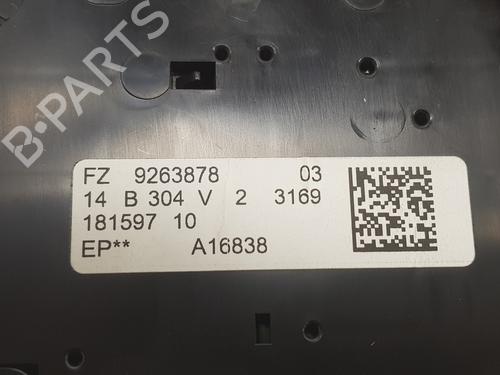 B-PARTS
FZ 9263878 03
14 B 304 V 2 3169
181597 10
EP** A16838